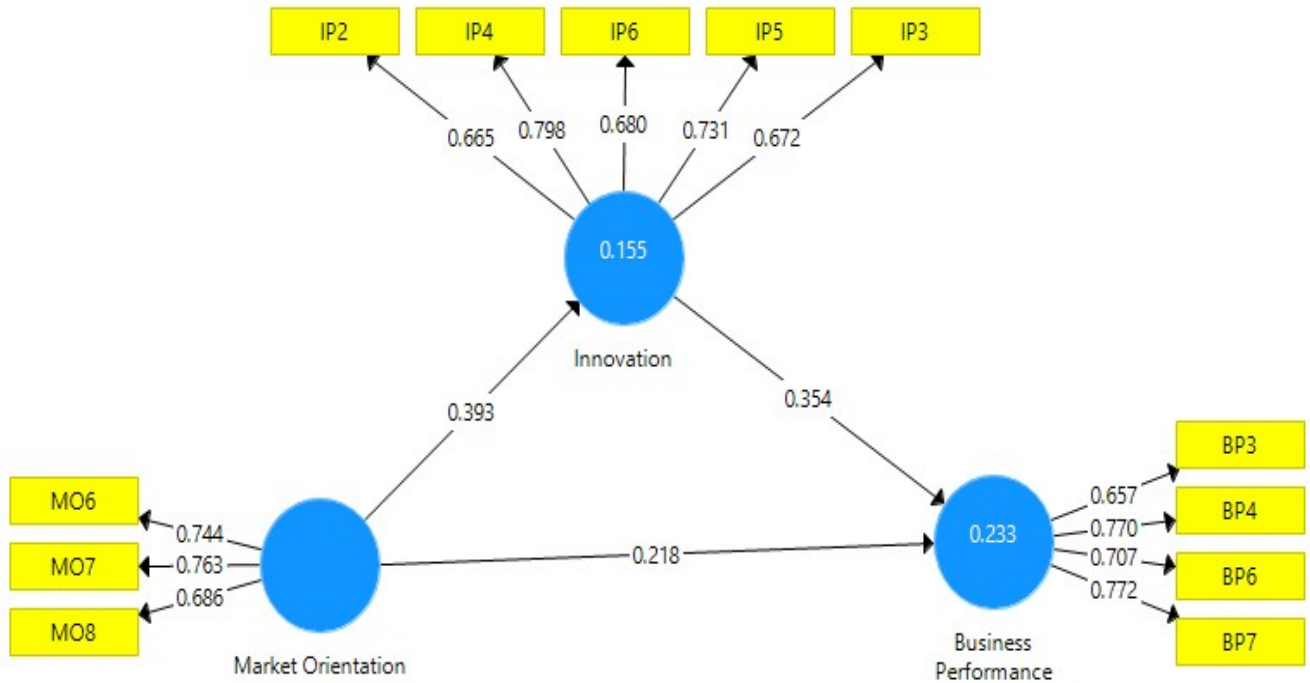 IP2
IP4
IP6
IP5
IP3
0.665
0.798
0.680
0.731
0.672
0.155
Innovation
0.393
0.354
MO6
MO7
MO8
0.744
0.763
0.686
Market Orientation
0.218
0.233
Business
Performance
0.657
0.770
0.707
0.772
BP3
BP4
BP6
BP7